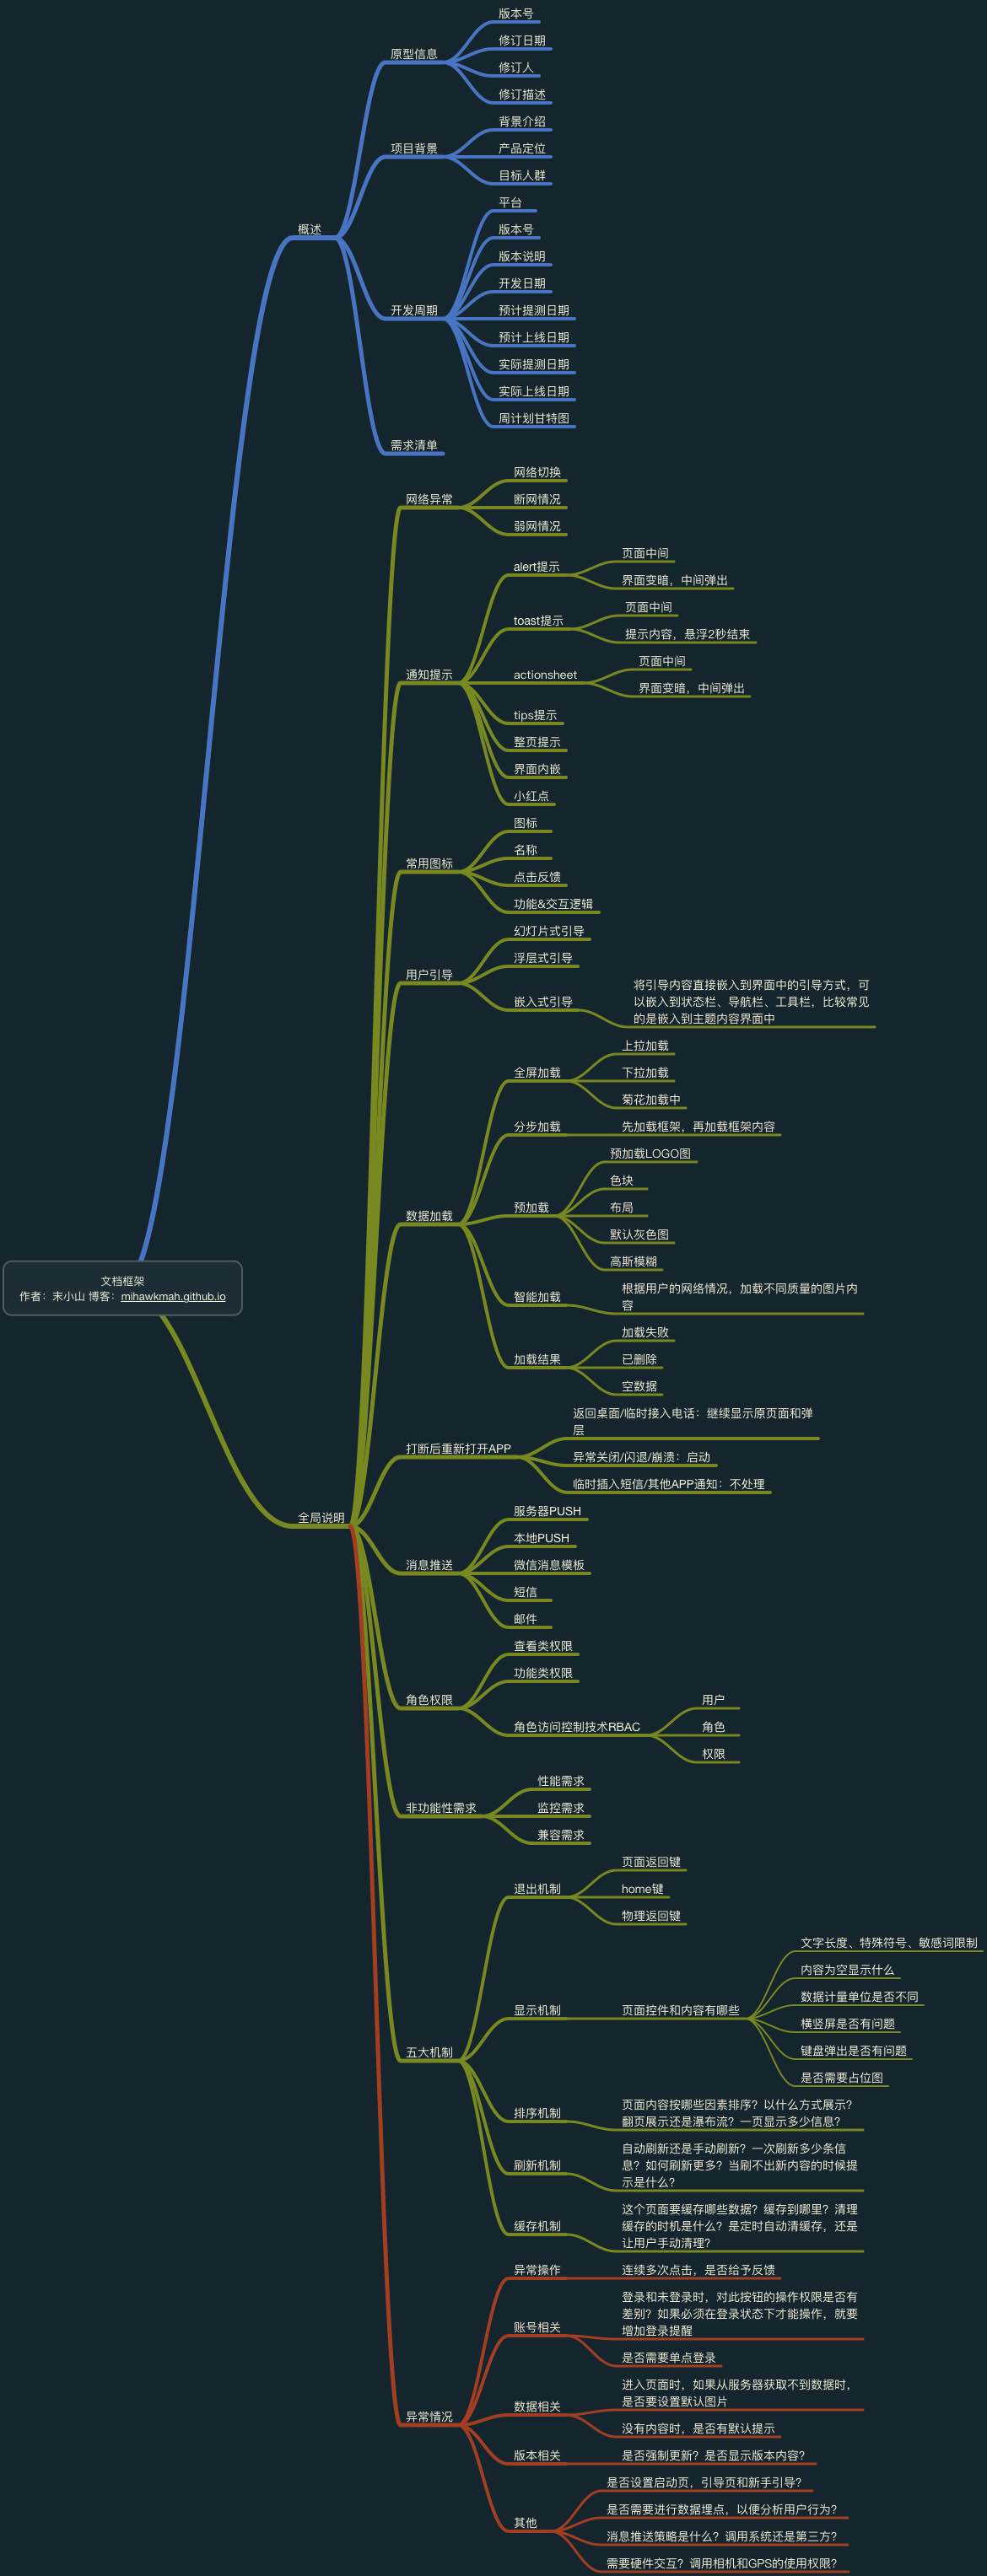 文档框架
作者：末小山 博客：mihawkmah.github.io
概述
原型信息
版本号
修订日期
修订人
修订描述
项目背景
背景介绍
产品定位
目标人群
开发周期
平台
版本号
版本说明
开发日期
预计提测日期
预计上线日期
实际提测日期
实际上线日期
周计划甘特图
需求清单
全局说明
网络异常
网络切换
断网情况
弱网情况
通知提示
alert提示
页面中间
界面变暗，中间弹出
toast提示
页面中间
提示内容，悬浮2秒结束
actionsheet
页面中间
界面变暗，中间弹出
tips提示
整页提示
界面内嵌
小红点
常用图标
图标
名称
点击反馈
功能&交互逻辑
用户引导
幻灯片式引导
浮层式引导
嵌入式引导
将引导内容直接嵌入到界面中的引导方式，可
以嵌入到状态栏、导航栏、工具栏，比较常见
的是嵌入到主题内容界面中
数据加载
全屏加载
上拉加载
下拉加载
菊花加载中
分步加载
先加载框架，再加载框架内容
预加载
预加载LOGO图
色块
布局
默认灰色图
高斯模糊
智能加载
根据用户的网络情况，加载不同质量的图片内
容
加载结果
加载失败
已删除
空数据
打断后重新打开APP
返回桌面/临时接入电话：继续显示原页面和弹
层
异常关闭/闪退/崩溃：启动
临时插入短信/其他APP通知：不处理
消息推送
服务器PUSH
本地PUSH
微信消息模板
短信
邮件
角色权限
查看类权限
功能类权限
角色访问控制技术RBAC
用户
角色
权限
非功能性需求
性能需求
监控需求
兼容需求
五大机制
退出机制
页面返回键
home键
物理返回键
显示机制
页面控件和内容有哪些
文字长度、特殊符号、敏感词限制
内容为空显示什么
数据计量单位是否不同
横竖屏是否有问题
键盘弹出是否有问题
是否需要占位图
排序机制
页面内容按哪些因素排序？以什么方式展示？
翻页展示还是瀑布流？一页显示多少信息？
刷新机制
自动刷新还是手动刷新？一次刷新多少条信
息？如何刷新更多？当刷不出新内容的时候提
示是什么？
缓存机制
这个页面要缓存哪些数据？缓存到哪里？清理
缓存的时机是什么？是定时自动清缓存，还是
让用户手动清理？
异常情况
异常操作
连续多次点击，是否给予反馈
账号相关
登录和未登录时，对此按钮的操作权限是否有
差别？如果必须在登录状态下才能操作，就要
增加登录提醒
是否需要单点登录
数据相关
进入页面时，如果从服务器获取不到数据时，
是否要设置默认图片
没有内容时，是否有默认提示
版本相关
是否强制更新？是否显示版本内容？
其他
是否设置启动页，引导页和新手引导？
是否需要进行数据埋点，以便分析用户行为？
消息推送策略是什么？调用系统还是第三方？
需要硬件交互？调用相机和GPS的使用权限？